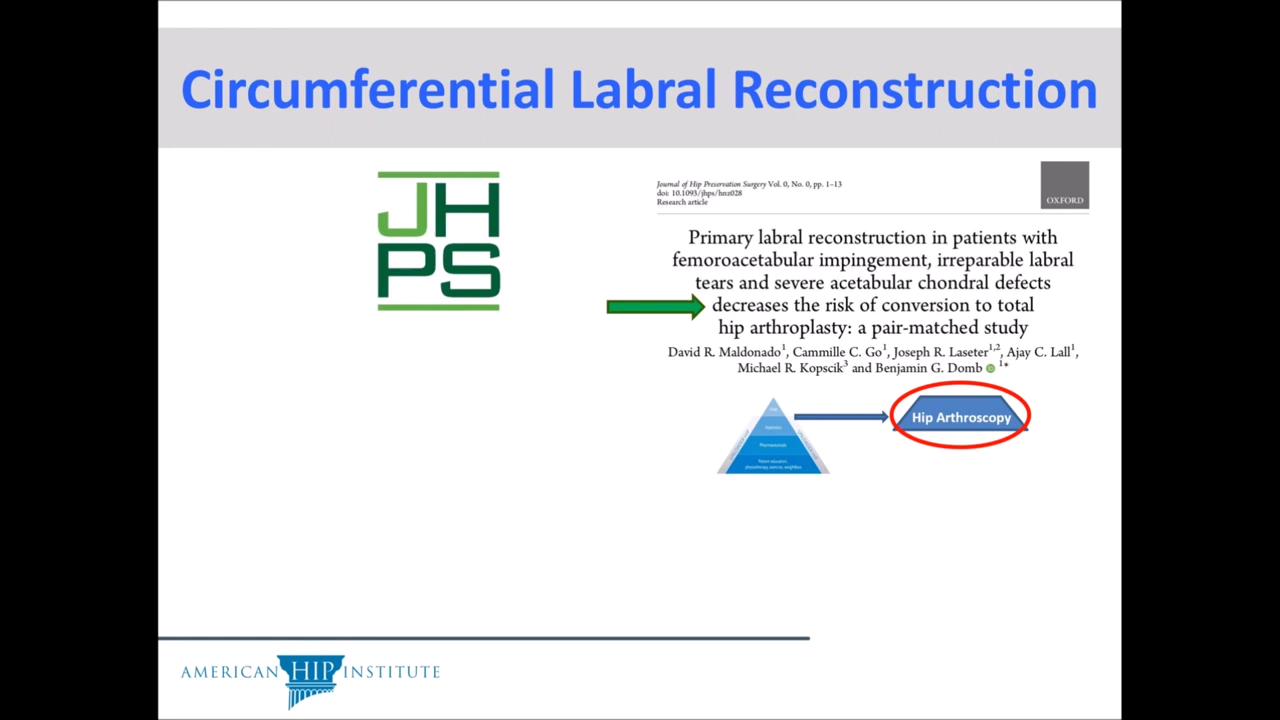 Circumferential Labral Reconstruction
JH
PS
Journal of Hip Preservation Surgery Vol. 0, No. 0, pp. 1–13
doi: 10.1093/jhps/hnz028
Research article
OXFORD
Primary labral reconstruction in patients with
femoroacetabular impingement, irreparable labral
tears and severe acetabular chondral defects
decreases the risk of conversion to total
hip arthroplasty: a pair-matched study
David R. Maldonado1, Cammille C. Go1, Joseph R. Laseter1,2, Ajay C. Lall1,
Michael R. Kopscik3 and Benjamin G. Domb 1*
Hip Arthroscopy
Pharmaceuticals
AMERICAN HIP INSTITUTE